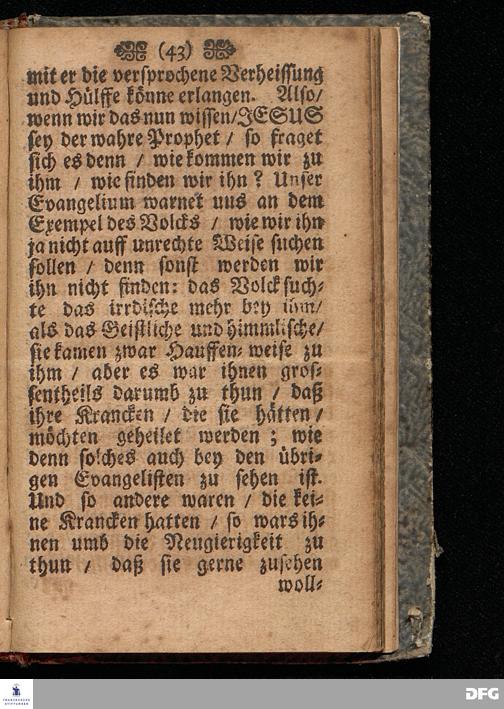 (43)
mit er die versprochene Verheissung
und Hülffe könne erlangen. Also/
wenn wir das nun wissen/JESUS
sey der wahre Prophet / so fraget
sich es denn / wie kommen wir zu
ihm / wie finden wir ihn? Unser
Evangelium warnet uns an dem
Exempel des Volcks / wie wir ihn
ja nicht auff unrechte Weise suchen
sollen / denn sonst werden wir
ihn nicht finden: das Volck such-
te das irrdische mehr bey ihm/
als das Geistliche und himmlische/
sie kamen zwar Hauffen-weise zu
ihm / aber es war ihnen gros-
sentheils darumb zu thun / daß
ihre Krancken / die sie hätten /
möchten geheilet werden ; wie
denn solches auch bey den übri-
gen Evangelisten zu sehen ist.
Und so andere waren / die kei-
ne Krancken hatten / so wars ih-
nen umb die Neugierigkeit zu
thun / daß sie gerne zusehen
woll-
FRANCKESCHE
STIFTUNGEN
DFG